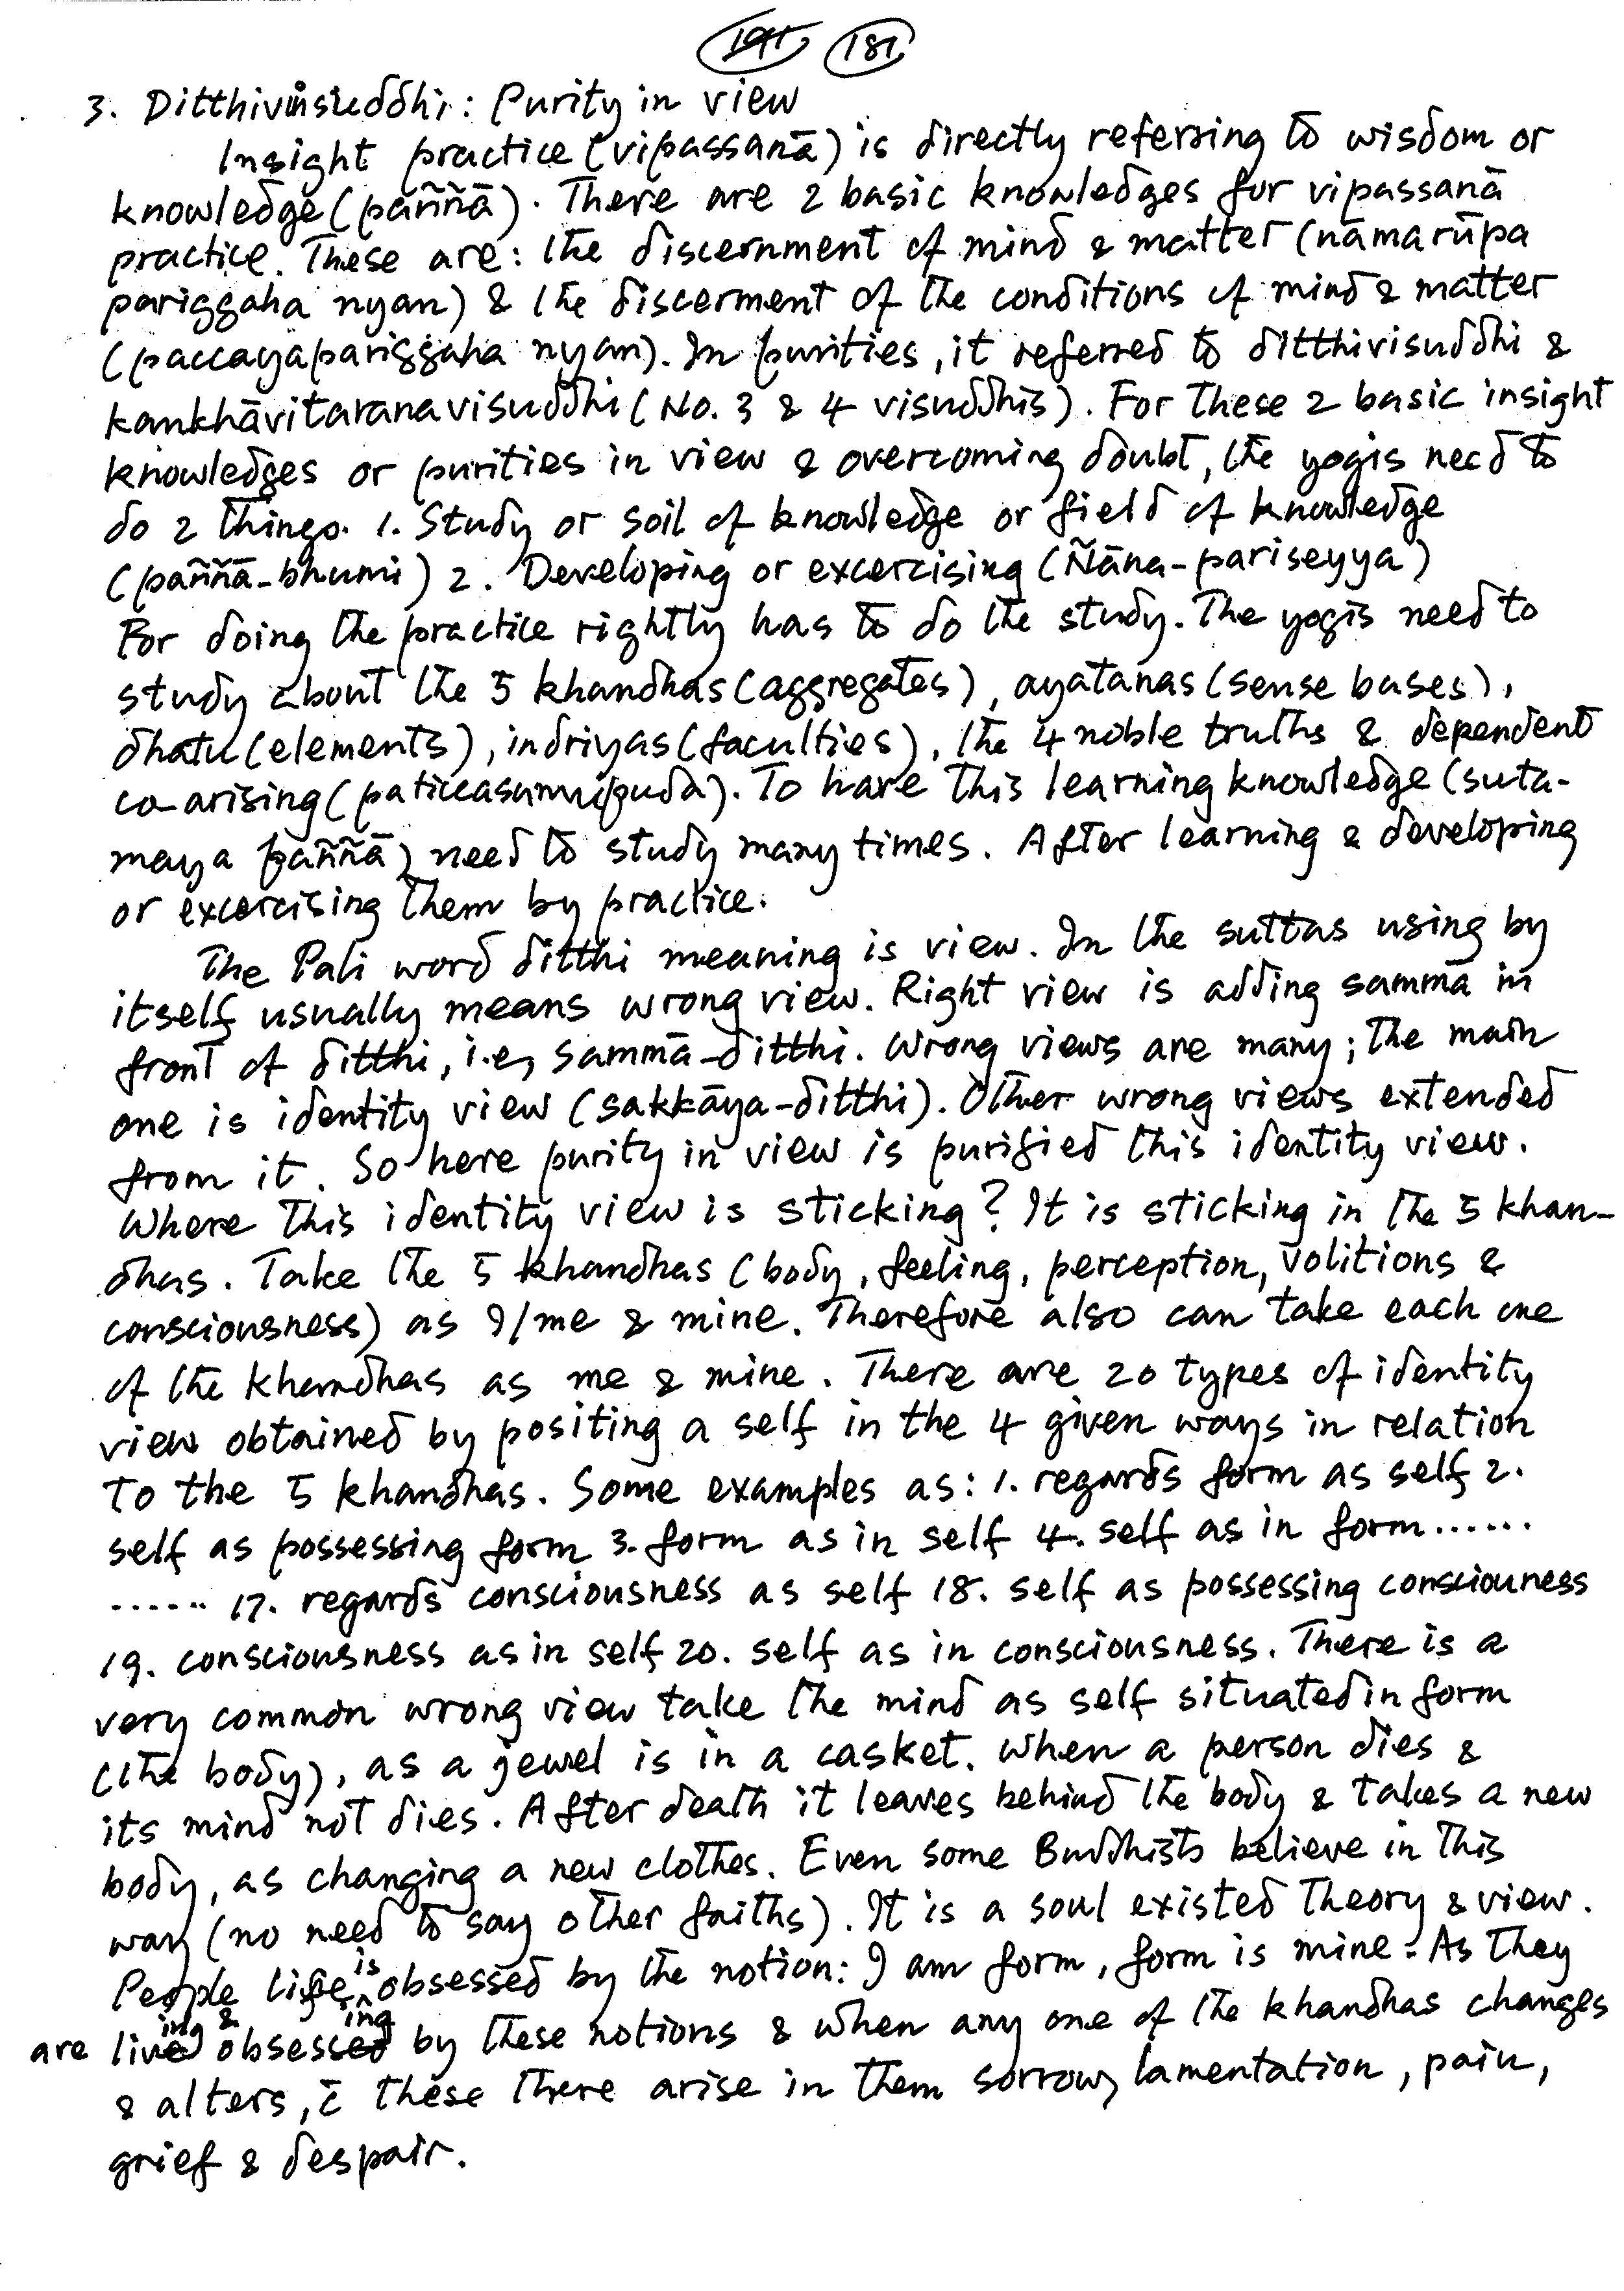 181
3. Ditthivisuddhi: Purity in view
Insight practice (vipassanā) is directly referring to wisdom or
knowledge (paññā). There are 2 basic knowledges for vipassanā
practice. These are: the discernment of mind & matter (nāmarūpa
pariggaha nyan) & the discerment of the conditions of mind & matter
(paccayapariggaha nyan). In purities, it referred to ditthivisuddhi &
kankhāvitaranavisuddhi (No. 3 & 4 visuddhis). For these 2 basic insight
knowledges or purities in view & overcoming doubt, the yogis need to
do 2 things. 1. Study or soil of knowledge or field of knowledge
(paññā-bhumi) 2. Developing or excercising (Ñāna-pariseyya)
For doing the practice rightly has to do the study. The yogis need to
study about the 5 khandhas (aggregates), ayatanas (sense bases),
dhatu (elements), indriyas (faculties), the 4 noble truths & dependent
co-arising (paticcasamupuda). To have this learning knowledge (suta-
maya paññā) need to study many times. After learning & developing
or excercising them by practice.
The Pali word ditthi meaning is view. In the suttas using by
itself usually means wrong view. Right view is adding sammā in
front of ditthi, i.e, sammā-ditthi. Wrong views are many; the main
one is identity view (sakkāya-ditthi). Other wrong views extended
from it. So here purity in view is purified this identity view.
Where this identity view is sticking? It is sticking in the 5 khan-
dhas. Take the 5 khandhas (body, feeling, perception, volitions &
consciousness) as I/me & mine. Therefore also can take each one
of the khandhas as me & mine. There are 20 types of identity
view obtained by positing a self in the 4 given ways in relation
to the 5 khandhas. Some examples as: 1. regards form as self 2.
self as possessing form 3. form as in self 4. self as in form......
...... 17. regards consciousness as self 18. self as possessing consciouness
19. consciousness as in self 20. self as in consciousness. There is a
very common wrong view take the mind as self situated in form
(the body), as a jewel is in a casket. When a person dies &
its mind not dies. After death it leaves behind the body & takes a new
body, as changing a new clothes. Even some Buddhists believe in this
way (no need to say other faiths). It is a soul existed theory & view.
People life is obsessed by the notion: I am form, form is mine. As they
are living & obsessing by these notions & when any one of the khandhas changes
& alters, c̄ these there arise in them sorrow, lamentation, pain,
grief & despair.